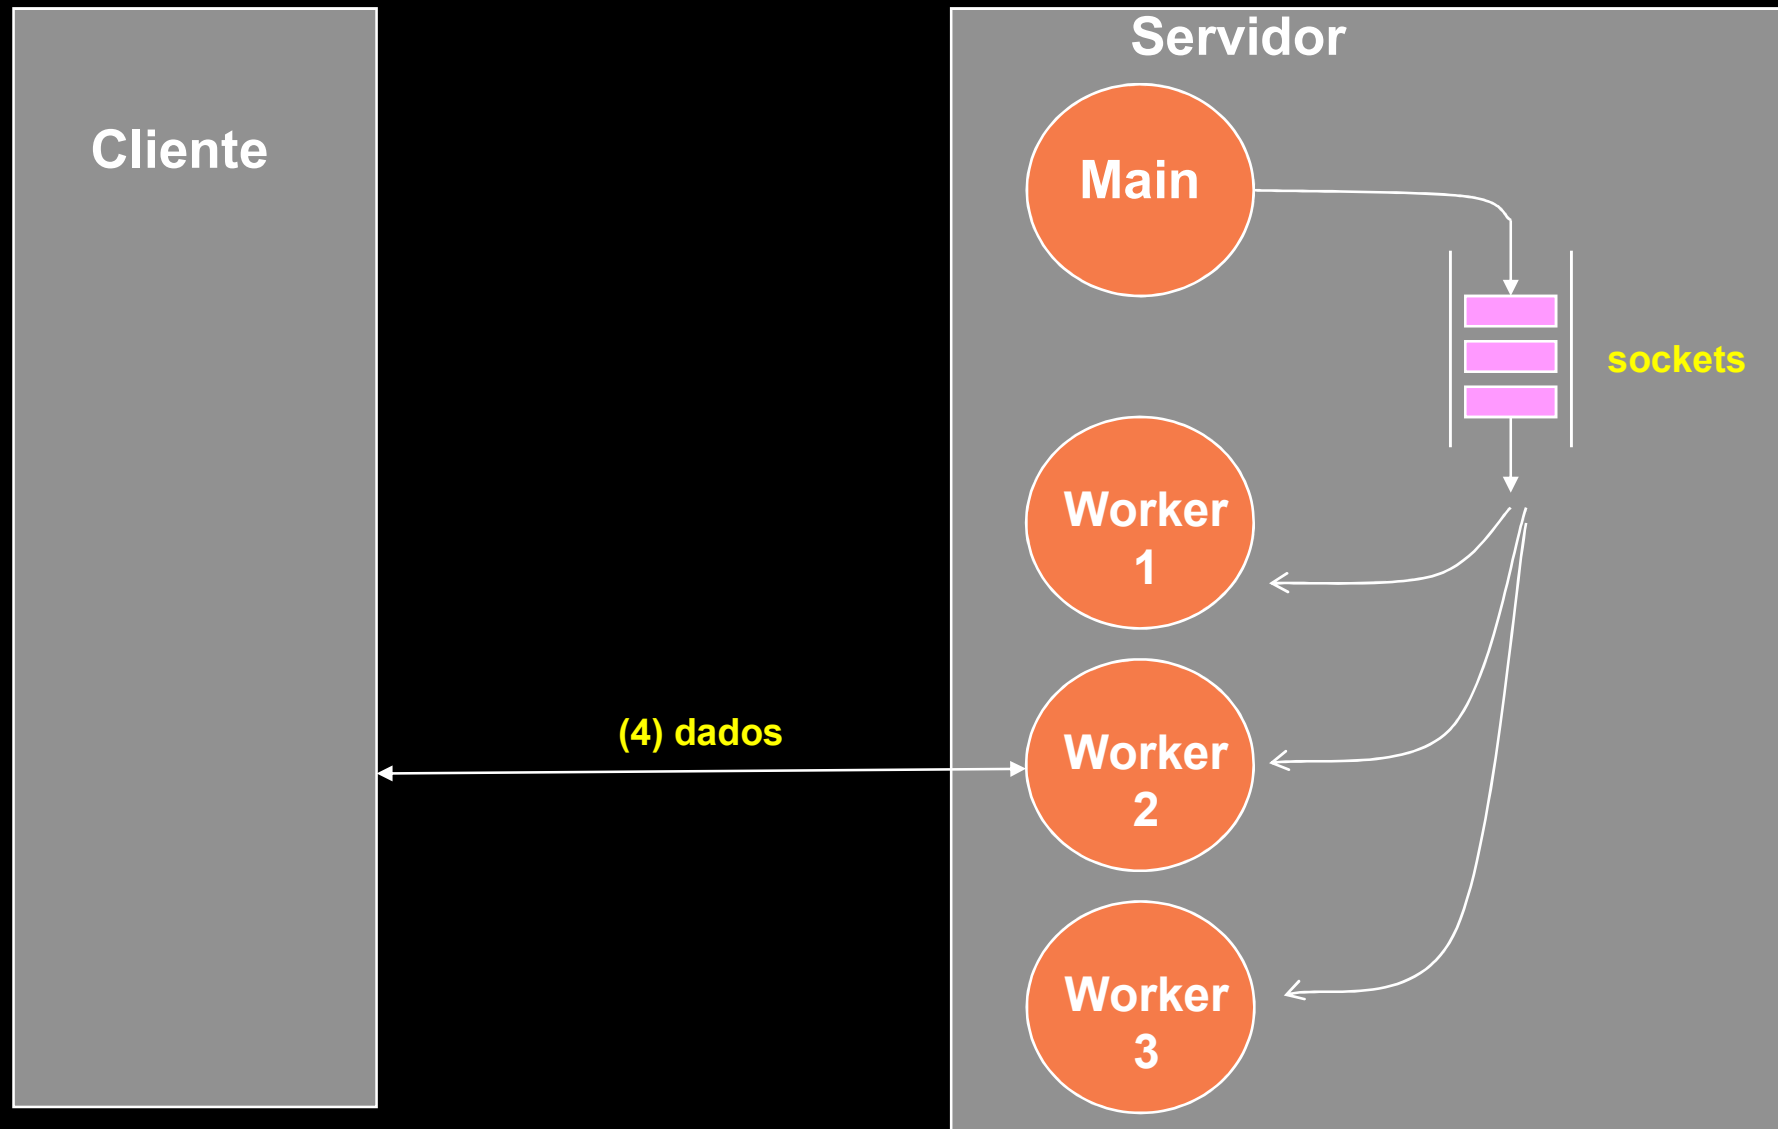 Servidor
Cliente
Main
sockets
Worker
1
(4) dados
Worker
2
Worker
3